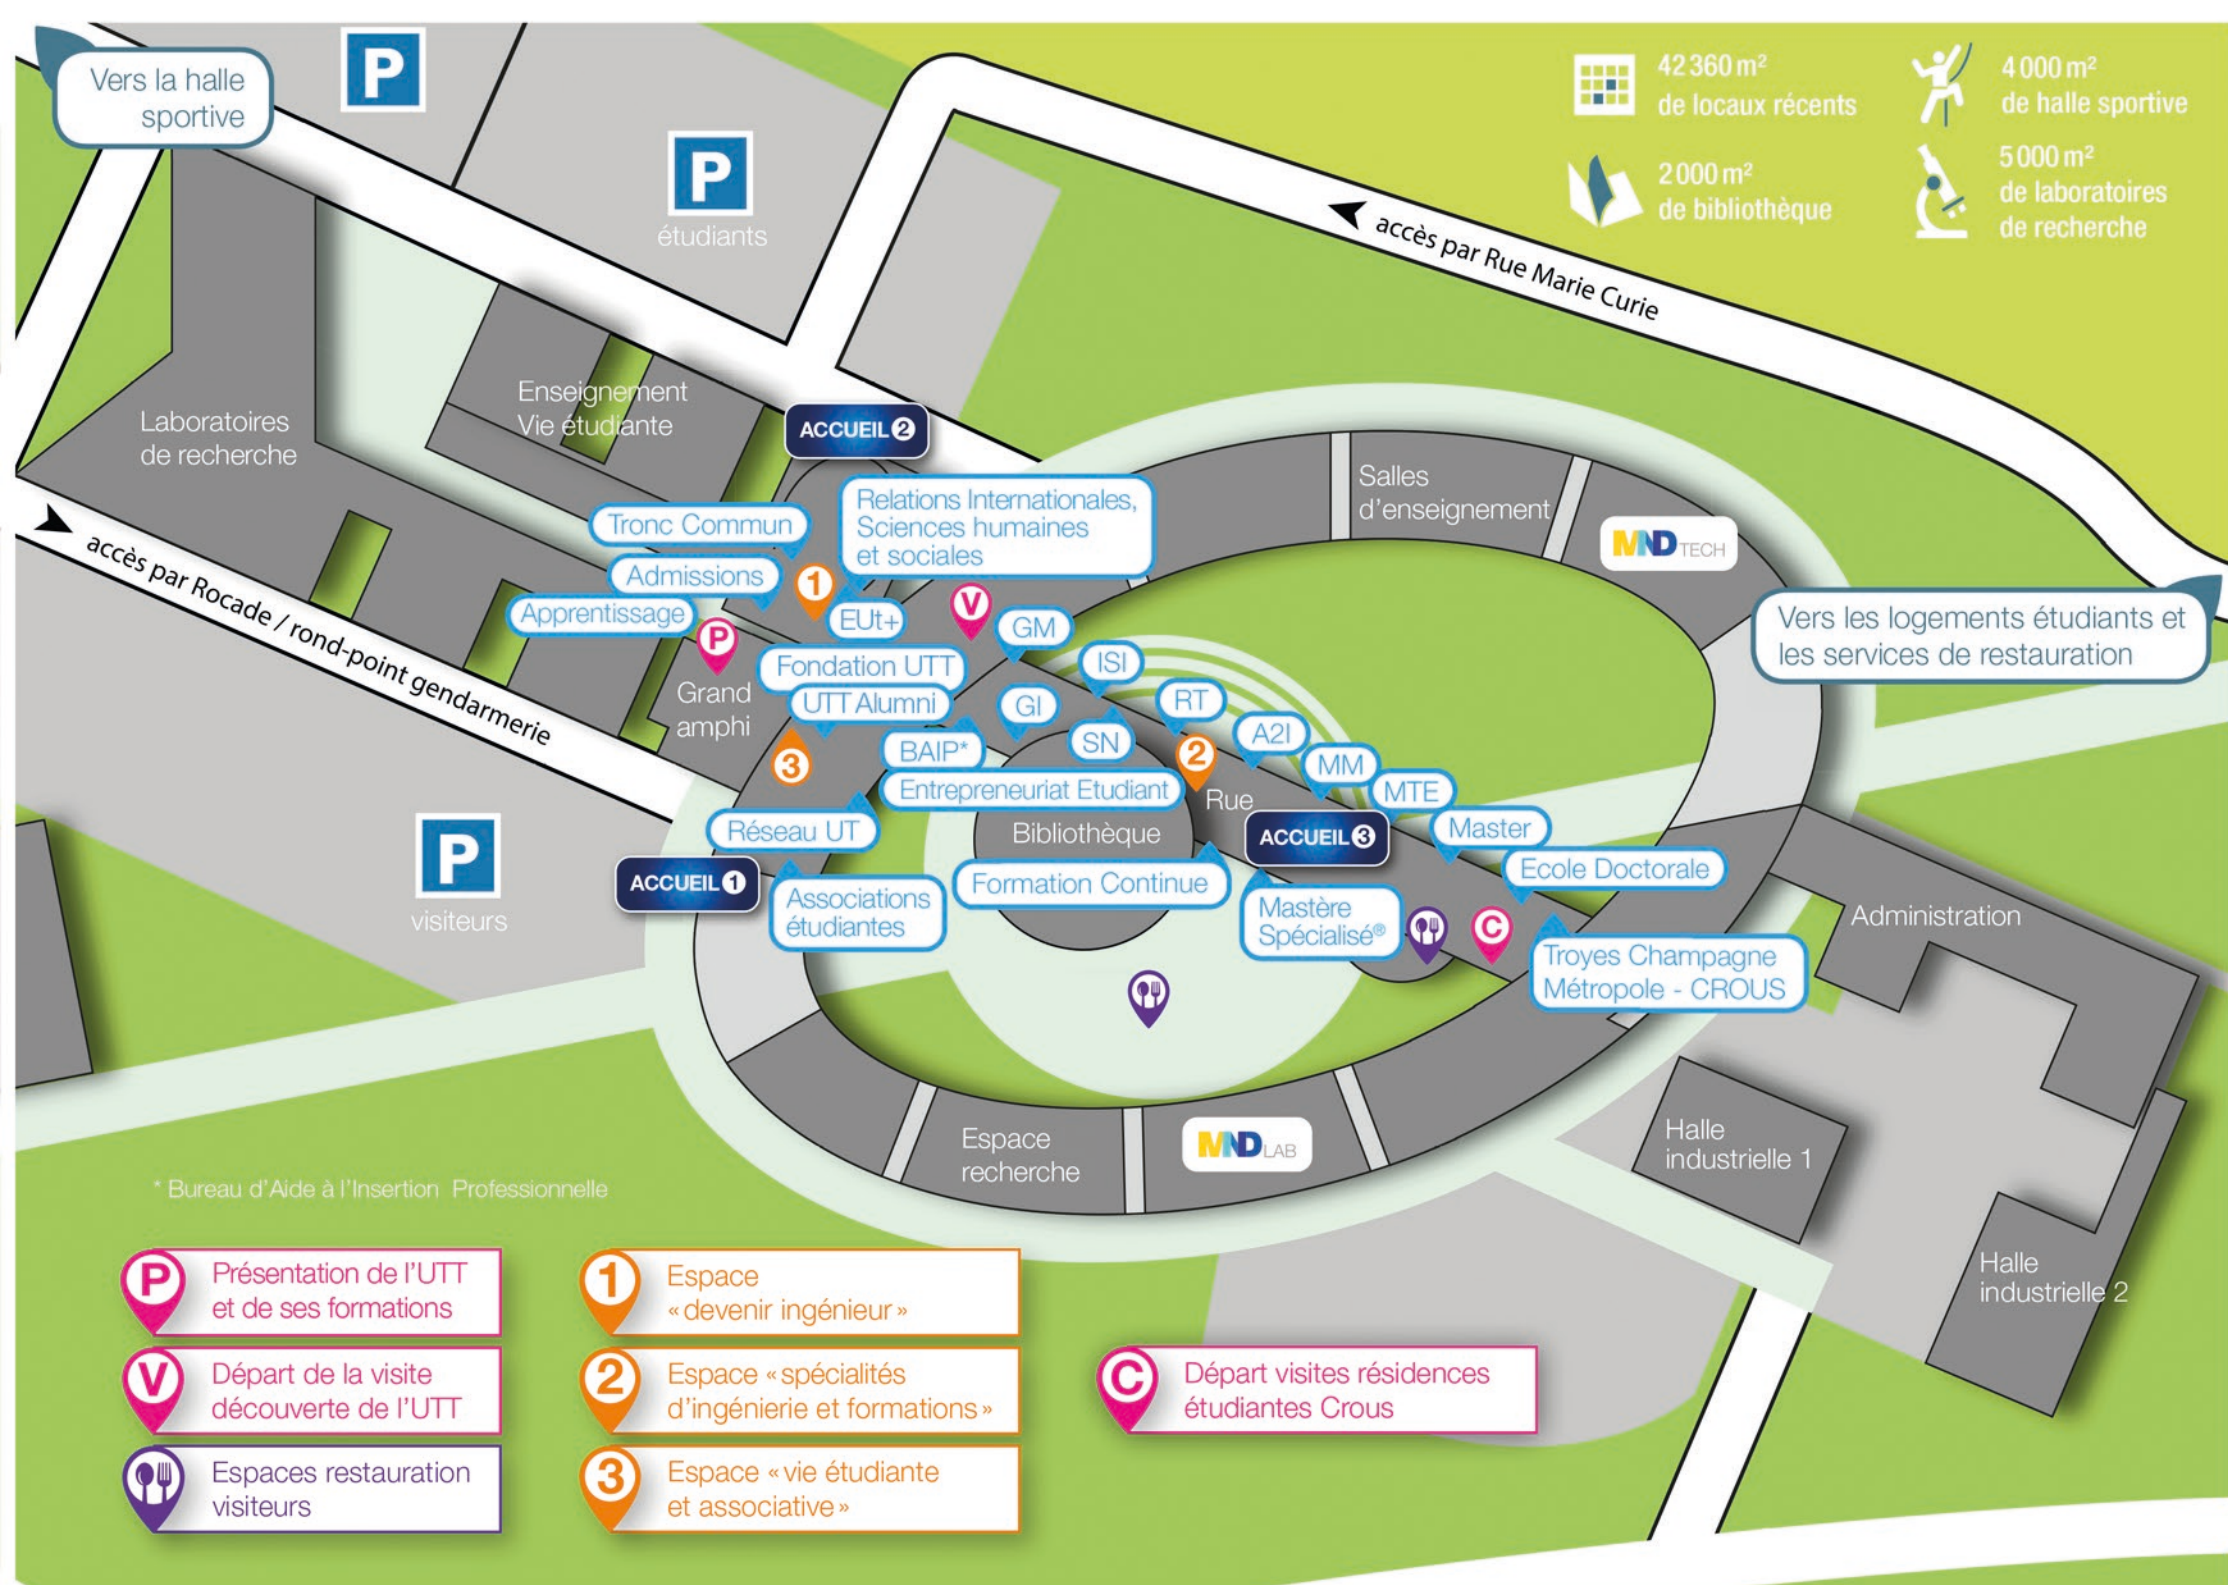 Vers la halle
sportive
P
P
étudiants
42 360 m²
de locaux récents
4 000 m²
de halle sportive
2 000 m²
de bibliothèque
5 000 m²
de laboratoires
de recherche
accès par Rue Marie Curie
Enseignement
Vie étudiante
Laboratoires
de recherche
ACCUEIL 2
Salles
d'enseignement
MND TECH
Relations Internationales,
Sciences humaines
et sociales
Tronc Commun
Admissions
1
Apprentissage
EUt+
V
GM
P
accès par Rocade / rond-point gendarmerie
Vers les logements étudiants et
les services de restauration
Fondation UTT
ISI
Grand
amphi
UTT Alumni
GI
RT
BAIP*
SN
A2I
3
2
MM
Entrepreneuriat Etudiant
MTE
Rue
Réseau UT
Bibliothèque
ACCUEIL 3
Master
P
visiteurs
ACCUEIL 1
Formation Continue
Ecole Doctorale
Associations
étudiantes
Mastère
Spécialisé®
C
Administration
Troyes Champagne
Métropole - CROUS
Espace
recherche
MND LAB
Halle
industrielle 1
Halle
industrielle 2
* Bureau d'Aide à l'Insertion Professionnelle
P
Présentation de l'UTT
et de ses formations
1
Espace
« devenir ingénieur »
V
Départ de la visite
découverte de l'UTT
2
Espace « spécialités
d'ingénierie et formations »
C
Départ visites résidences
étudiantes Crous
Espaces restauration
visiteurs
3
Espace « vie étudiante
et associative »